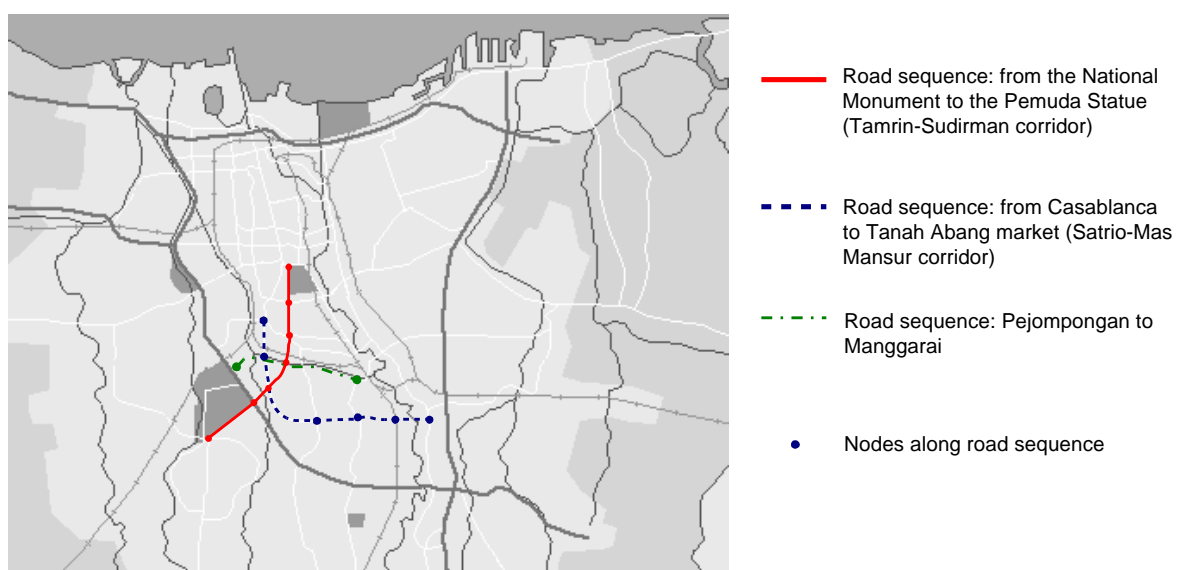 Road sequence: from the National
Monument to the Pemuda Statue
(Tamrin-Sudirman corridor)
Road sequence: from Casablanca
to Tanah Abang market (Satrio-Mas
Mansur corridor)
Road sequence: Pejompongan to
Manggarai
Nodes along road sequence